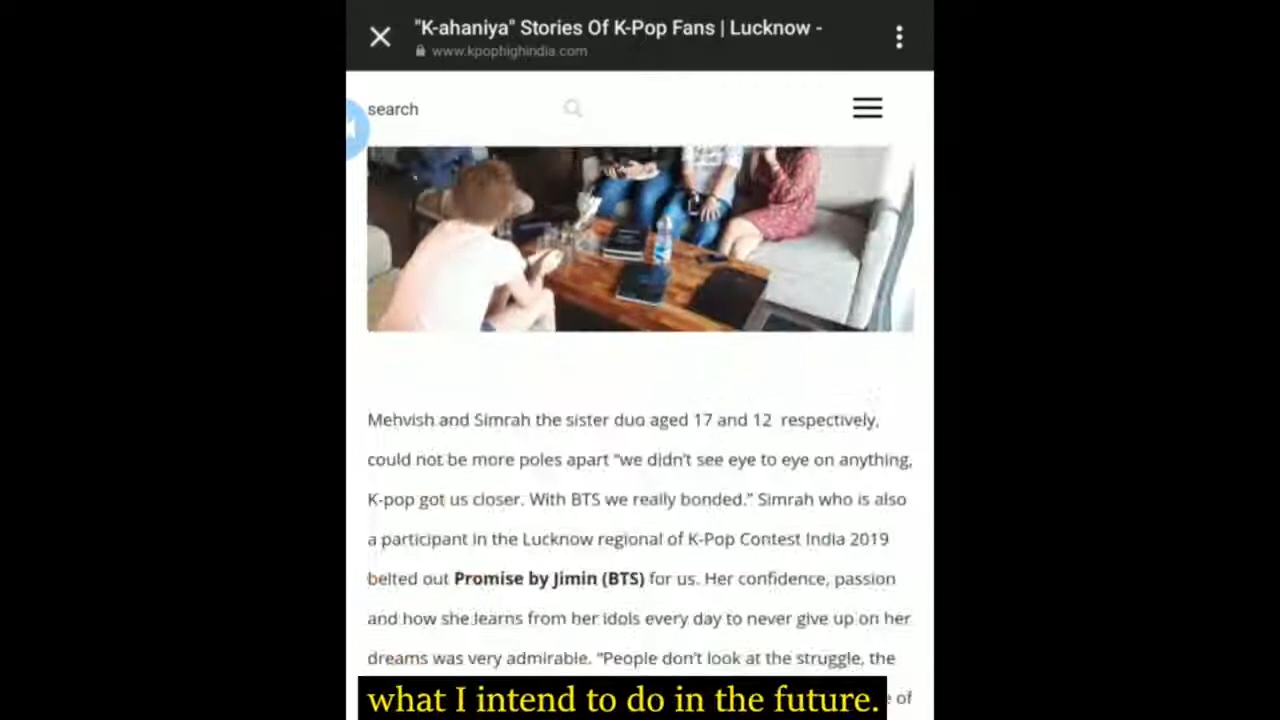 "K-ahaniya" Stories Of K-Pop Fans | Lucknow -
www.kpophighindia.com
search
Mehvish and Simrah the sister duo aged 17 and 12 respectively,
could not be more poles apart “we didn’t see eye to eye on anything,
K-pop got us closer. With BTS we really bonded.” Simrah who is also
a participant in the Lucknow regional of K-Pop Contest India 2019
belted out Promise by Jimin (BTS) for us. Her confidence, passion
and how she learns from her idols every day to never give up on her
dreams was very admirable. “People don’t look at the struggle, the
of
what I intend to do in the future.